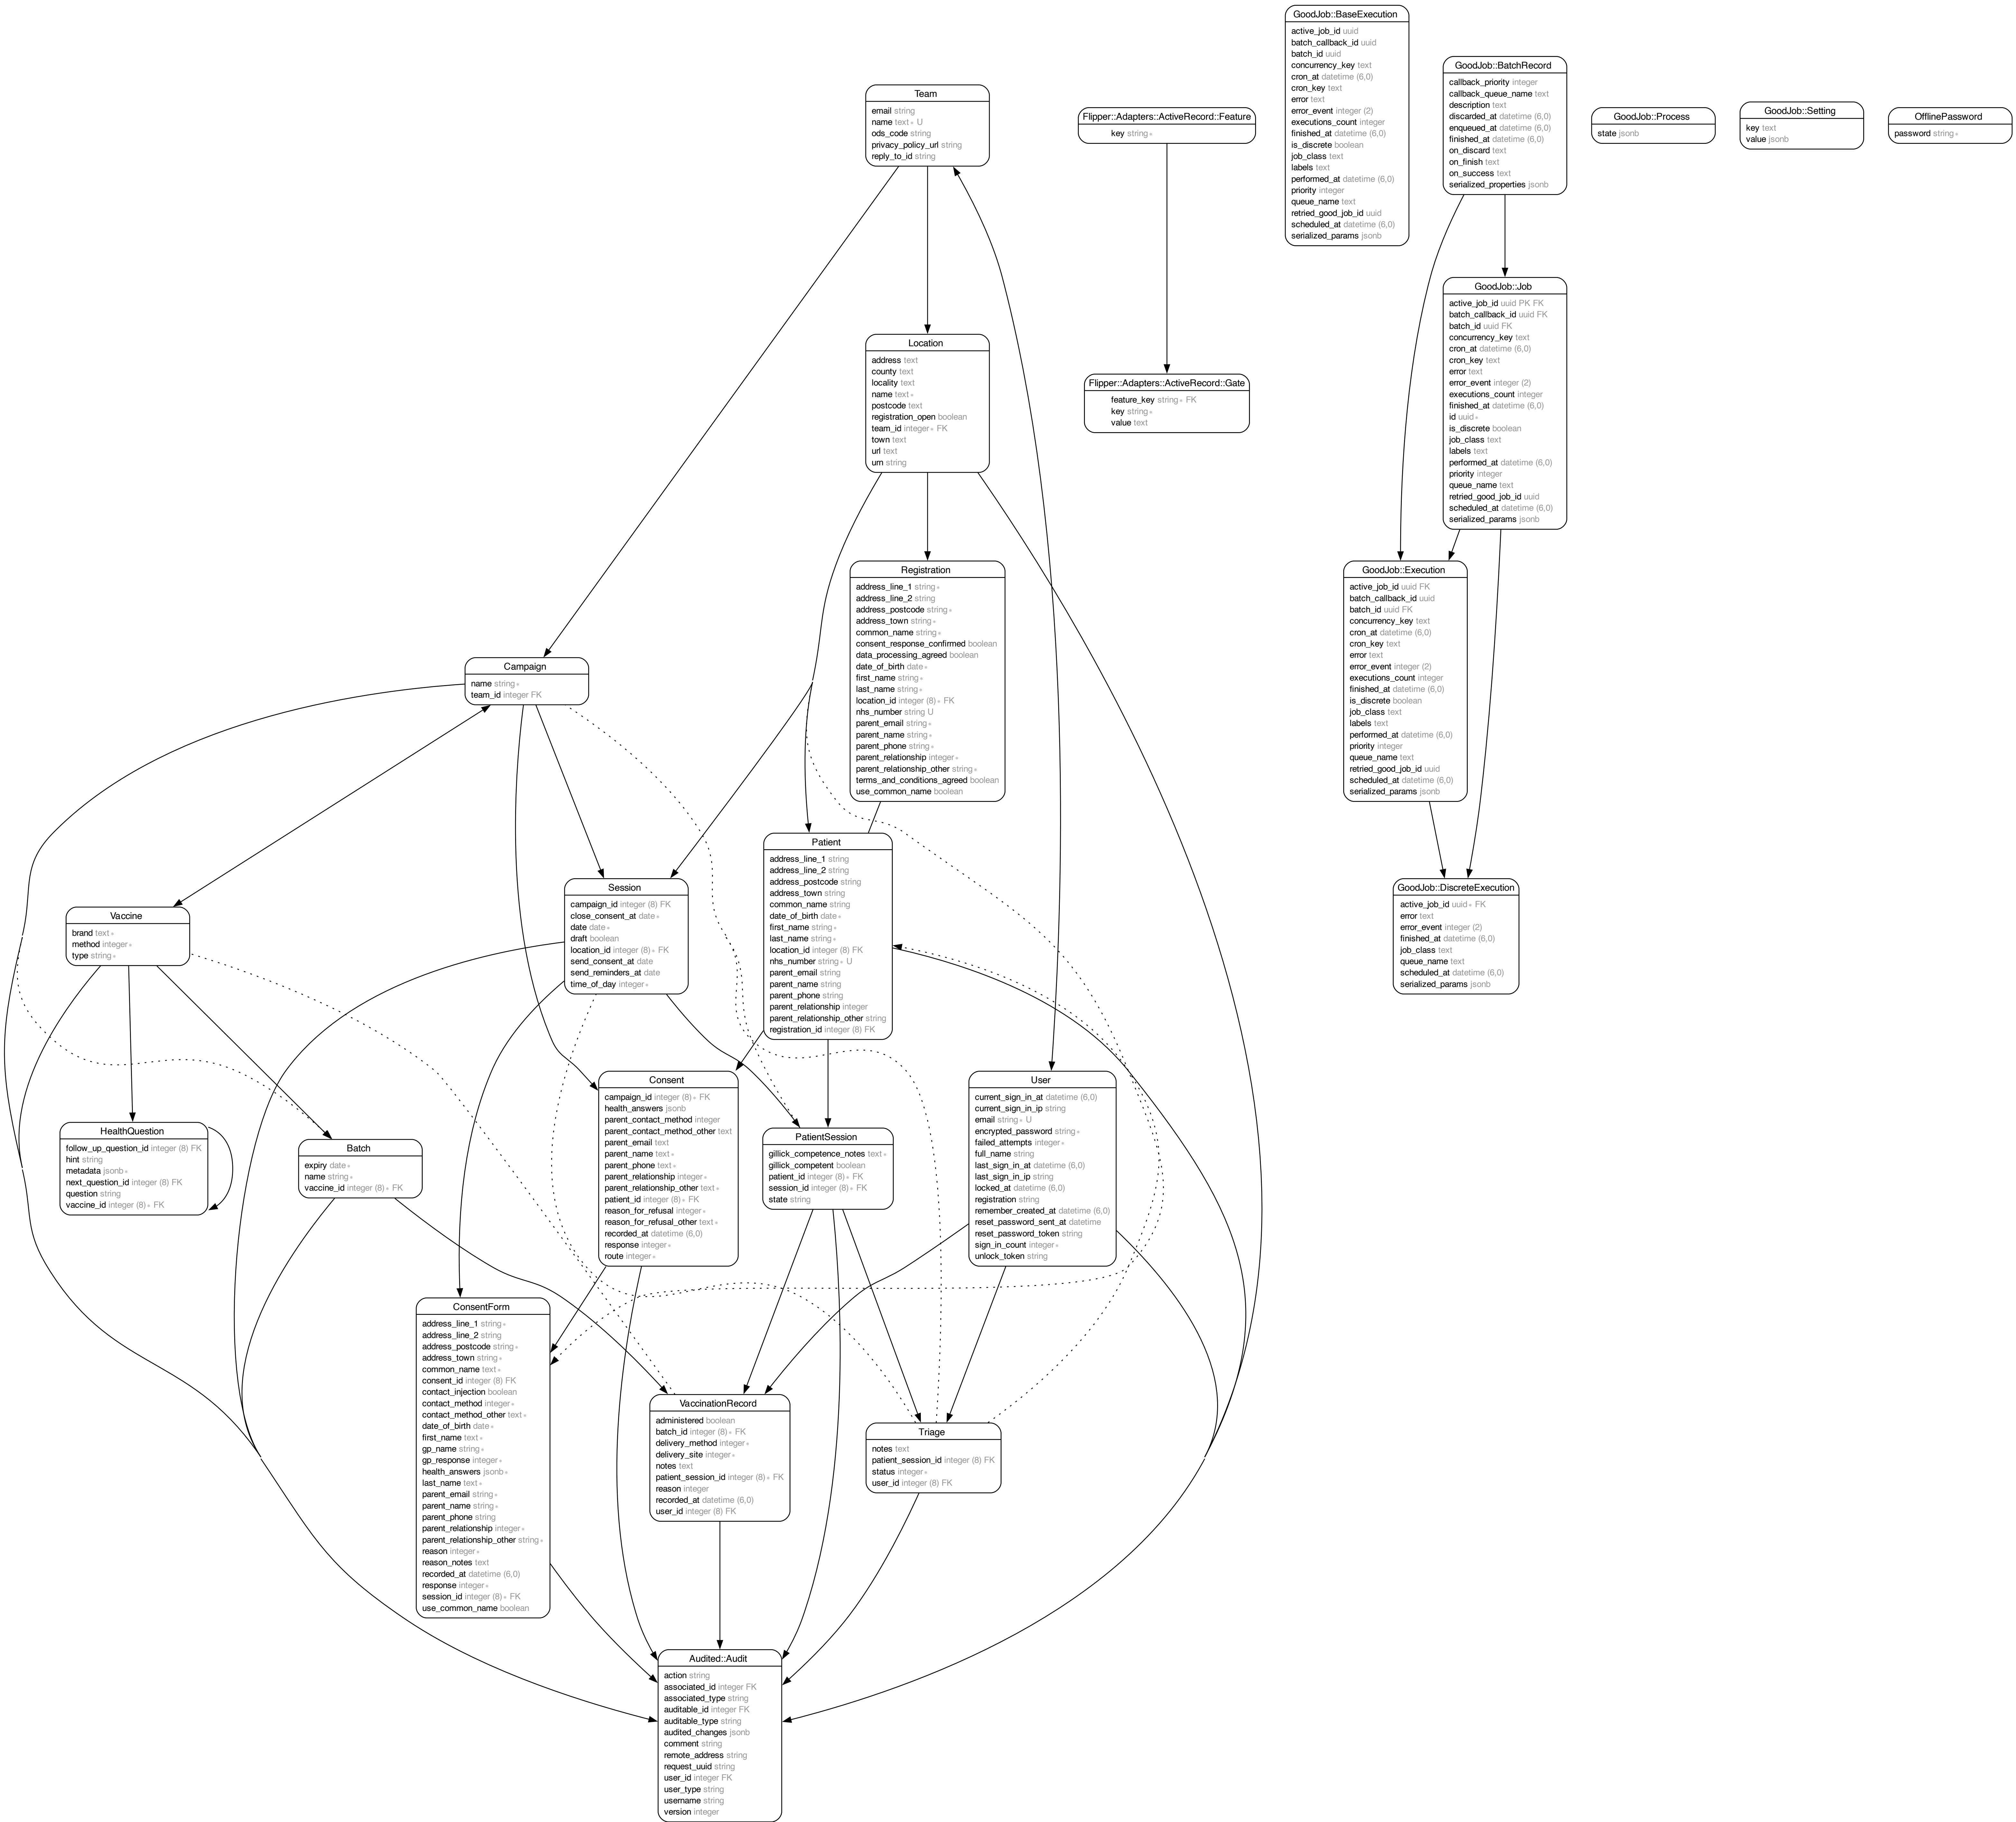 GoodJob::BaseExecution
active_job_id uuid
batch_callback_id uuid
batch_id uuid
concurrency_key text
cron_at datetime (6,0)
cron_key text
error text
error_event integer (2)
executions_count integer
finished_at datetime (6,0)
is_discrete boolean
job_class text
labels text
performed_at datetime (6,0)
priority integer
queue_name text
retried_good_job_id uuid
scheduled_at datetime (6,0)
serialized_params jsonb
GoodJob::BatchRecord
callback_priority integer
callback_queue_name text
description text
discarded_at datetime (6,0)
enqueued_at datetime (6,0)
finished_at datetime (6,0)
on_discard text
on_finish text
on_success text
serialized_properties jsonb
Team
email string
name text∗ U
ods_code string
privacy_policy_url string
reply_to_id string
Flipper::Adapters::ActiveRecord::Feature
key string∗
GoodJob::Process
state jsonb
GoodJob::Setting
key text
value jsonb
OfflinePassword
password string∗
GoodJob::Job
active_job_id uuid PK FK
batch_callback_id uuid FK
batch_id uuid FK
concurrency_key text
cron_at datetime (6,0)
cron_key text
error text
error_event integer (2)
executions_count integer
finished_at datetime (6,0)
id uuid∗
is_discrete boolean
job_class text
labels text
performed_at datetime (6,0)
priority integer
queue_name text
retried_good_job_id uuid
scheduled_at datetime (6,0)
serialized_params jsonb
Location
address text
county text
locality text
name text∗
postcode text
registration_open boolean
team_id integer∗ FK
town text
url text
urn string
Flipper::Adapters::ActiveRecord::Gate
feature_key string∗ FK
key string∗
value text
Registration
address_line_1 string∗
address_line_2 string
address_postcode string∗
address_town string∗
common_name string∗
consent_response_confirmed boolean
data_processing_agreed boolean
date_of_birth date∗
first_name string∗
last_name string∗
location_id integer (8)∗ FK
nhs_number string U
parent_email string∗
parent_name string∗
parent_phone string∗
parent_relationship integer∗
parent_relationship_other string∗
terms_and_conditions_agreed boolean
use_common_name boolean
GoodJob::Execution
active_job_id uuid FK
batch_callback_id uuid
batch_id uuid FK
concurrency_key text
cron_at datetime (6,0)
cron_key text
error text
error_event integer (2)
executions_count integer
finished_at datetime (6,0)
is_discrete boolean
job_class text
labels text
performed_at datetime (6,0)
priority integer
queue_name text
retried_good_job_id uuid
scheduled_at datetime (6,0)
serialized_params jsonb
Campaign
name string∗
team_id integer FK
Patient
address_line_1 string
address_line_2 string
address_postcode string
address_town string
common_name string
date_of_birth date∗
first_name string∗
last_name string∗
location_id integer (8) FK
nhs_number string∗ U
parent_email string
parent_name string
parent_phone string
parent_relationship integer
parent_relationship_other string
registration_id integer (8) FK
Session
campaign_id integer (8) FK
close_consent_at date∗
date date∗
draft boolean
location_id integer (8)∗ FK
send_consent_at date
send_reminders_at date
time_of_day integer∗
GoodJob::DiscreteExecution
active_job_id uuid∗ FK
error text
error_event integer (2)
finished_at datetime (6,0)
job_class text
queue_name text
scheduled_at datetime (6,0)
serialized_params jsonb
Vaccine
brand text∗
method integer∗
type string∗
Consent
campaign_id integer (8)∗ FK
health_answers jsonb
parent_contact_method integer
parent_contact_method_other text
parent_email text
parent_name text∗
parent_phone text∗
parent_relationship integer∗
parent_relationship_other text∗
patient_id integer (8)∗ FK
reason_for_refusal integer∗
reason_for_refusal_other text∗
recorded_at datetime (6,0)
response integer∗
route integer∗
User
current_sign_in_at datetime (6,0)
current_sign_in_ip string
email string∗ U
encrypted_password string∗
failed_attempts integer∗
full_name string
last_sign_in_at datetime (6,0)
last_sign_in_ip string
locked_at datetime (6,0)
registration string
remember_created_at datetime (6,0)
reset_password_sent_at datetime
reset_password_token string
sign_in_count integer∗
unlock_token string
HealthQuestion
follow_up_question_id integer (8) FK
hint string
metadata jsonb∗
next_question_id integer (8) FK
question string
vaccine_id integer (8)∗ FK
PatientSession
gillick_competence_notes text∗
gillick_competent boolean
patient_id integer (8)∗ FK
session_id integer (8)∗ FK
state string
Batch
expiry date∗
name string∗
vaccine_id integer (8)∗ FK
ConsentForm
address_line_1 string∗
address_line_2 string
address_postcode string∗
address_town string∗
common_name text∗
consent_id integer (8) FK
contact_injection boolean
contact_method integer∗
contact_method_other text∗
date_of_birth date∗
first_name text∗
gp_name string∗
gp_response integer∗
health_answers jsonb∗
last_name text∗
parent_email string∗
parent_name string∗
parent_phone string
parent_relationship integer∗
parent_relationship_other string∗
reason integer∗
reason_notes text
recorded_at datetime (6,0)
response integer∗
session_id integer (8)∗ FK
use_common_name boolean
VaccinationRecord
administered boolean
batch_id integer (8)∗ FK
delivery_method integer∗
delivery_site integer∗
notes text
patient_session_id integer (8)∗ FK
reason integer
recorded_at datetime (6,0)
user_id integer (8) FK
Triage
notes text
patient_session_id integer (8) FK
status integer∗
user_id integer (8) FK
Audited::Audit
action string
associated_id integer FK
associated_type string
auditable_id integer FK
auditable_type string
audited_changes jsonb
comment string
remote_address string
request_uuid string
user_id integer FK
user_type string
username string
version integer